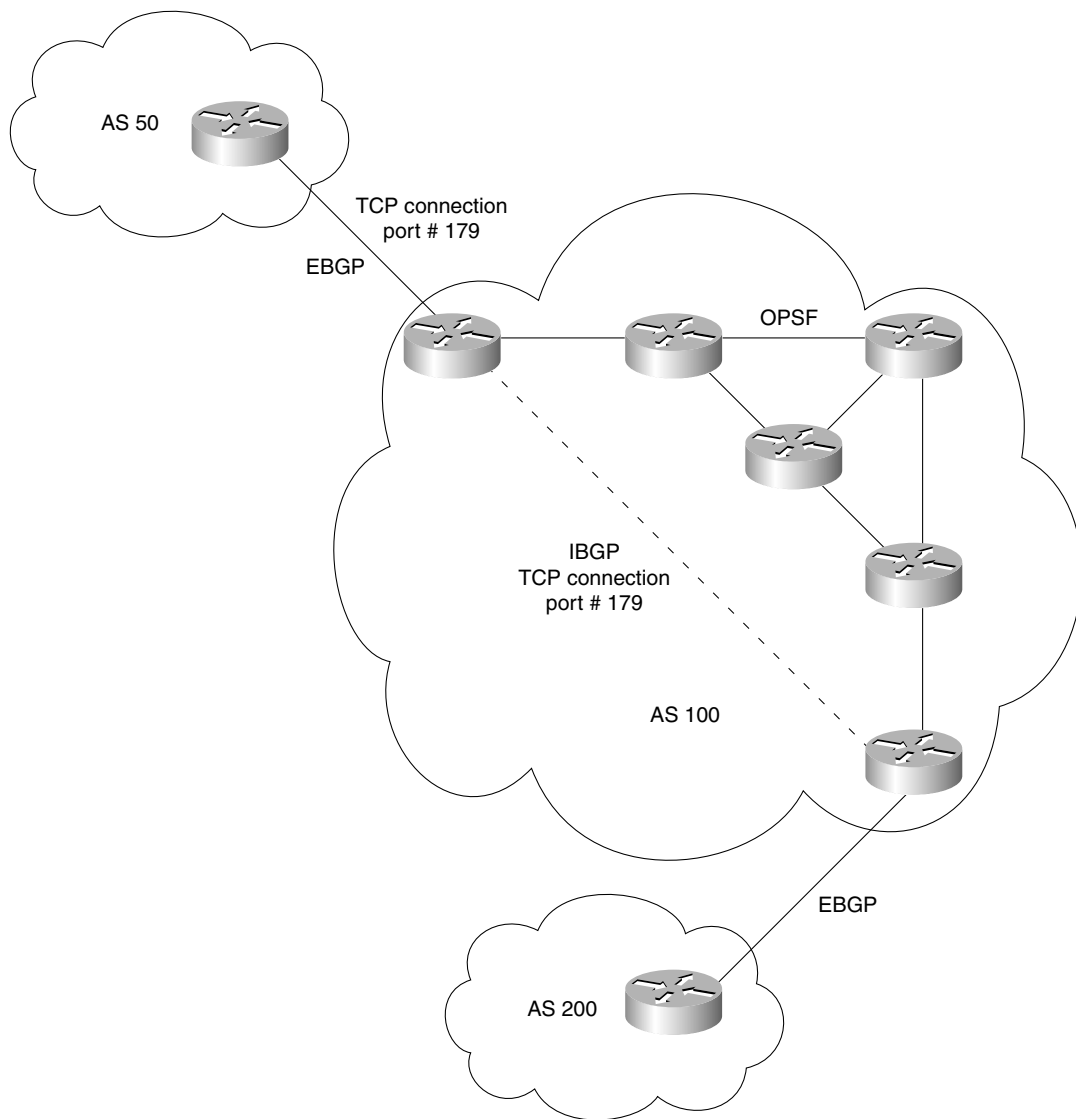 AS 50
TCP connection
port # 179
EBGP
OPSF
IBGP
TCP connection
port # 179
AS 100
EBGP
AS 200